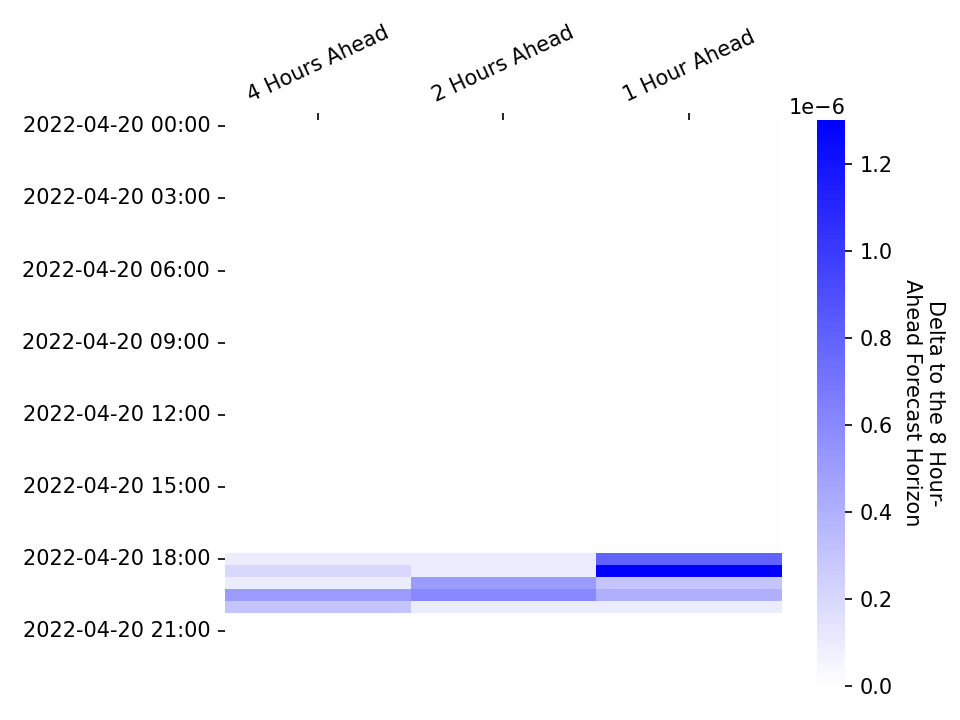 4 Hours Ahead
2 Hours Ahead
1 Hour Ahead
1e−6
2022-04-20 00:00
2022-04-20 03:00
2022-04-20 06:00
2022-04-20 09:00
2022-04-20 12:00
2022-04-20 15:00
2022-04-20 18:00
2022-04-20 21:00
1.2
1.0
0.8
0.6
0.4
0.2
0.0
Delta to the 8 Hour-
Ahead Forecast Horizon